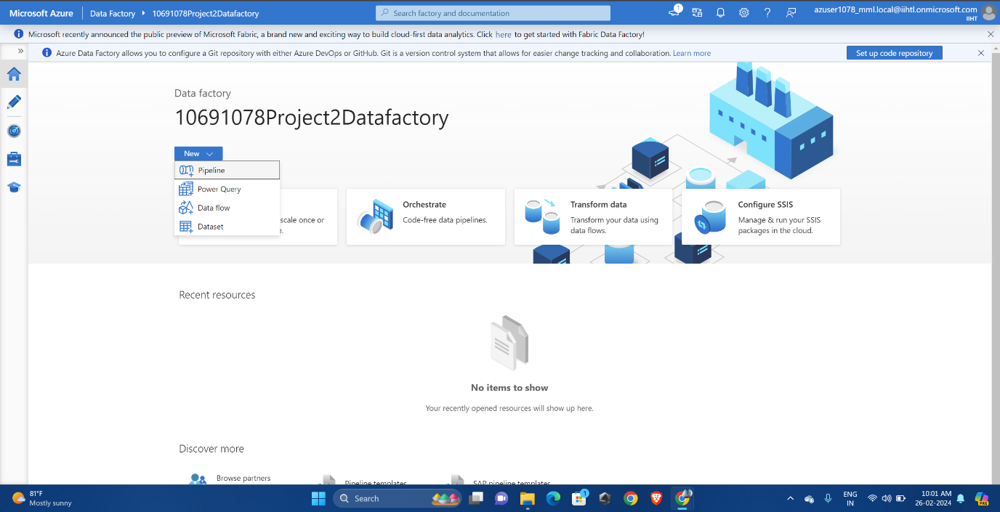 Microsoft Azure
Data Factory
10691078Project2Datafactory
Search factory and documentation
1
azuser1078_mml.local@iihtl.onmicrosoft.com
IIHT
Microsoft recently announced the public preview of Microsoft Fabric, a brand new and exciting way to build cloud-first data analytics. Click here to get started with Fabric Data Factory!
Azure Data Factory allows you to configure a Git repository with either Azure DevOps or GitHub. Git is a version control system that allows for easier change tracking and collaboration. Learn more
Set up code repository
Data factory
10691078Project2Datafactory
New
Pipeline
Power Query
Data flow
Dataset
scale once or
e.
Orchestrate
Code-free data pipelines.
Transform data
Transform your data using
data flows.
Configure SSIS
Manage & run your SSIS
packages in the cloud.
Recent resources
No items to show
Your recently opened resources will show up here.
Discover more
Browse partners
Pipeline templates
SAP pipeline templates
81°F
Mostly sunny
Search
1
ENG
IN
10:01 AM
26-02-2024
PRE